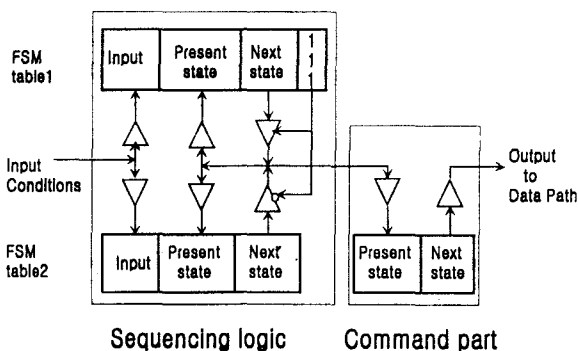 FSM
table1
Input
Present
state
Next
state
1
1
1
Input
Conditions
Output
to
Data Path
FSM
table2
Input
Present
state
Next
state
Present
state
Next
state
Sequencing logic
Command part